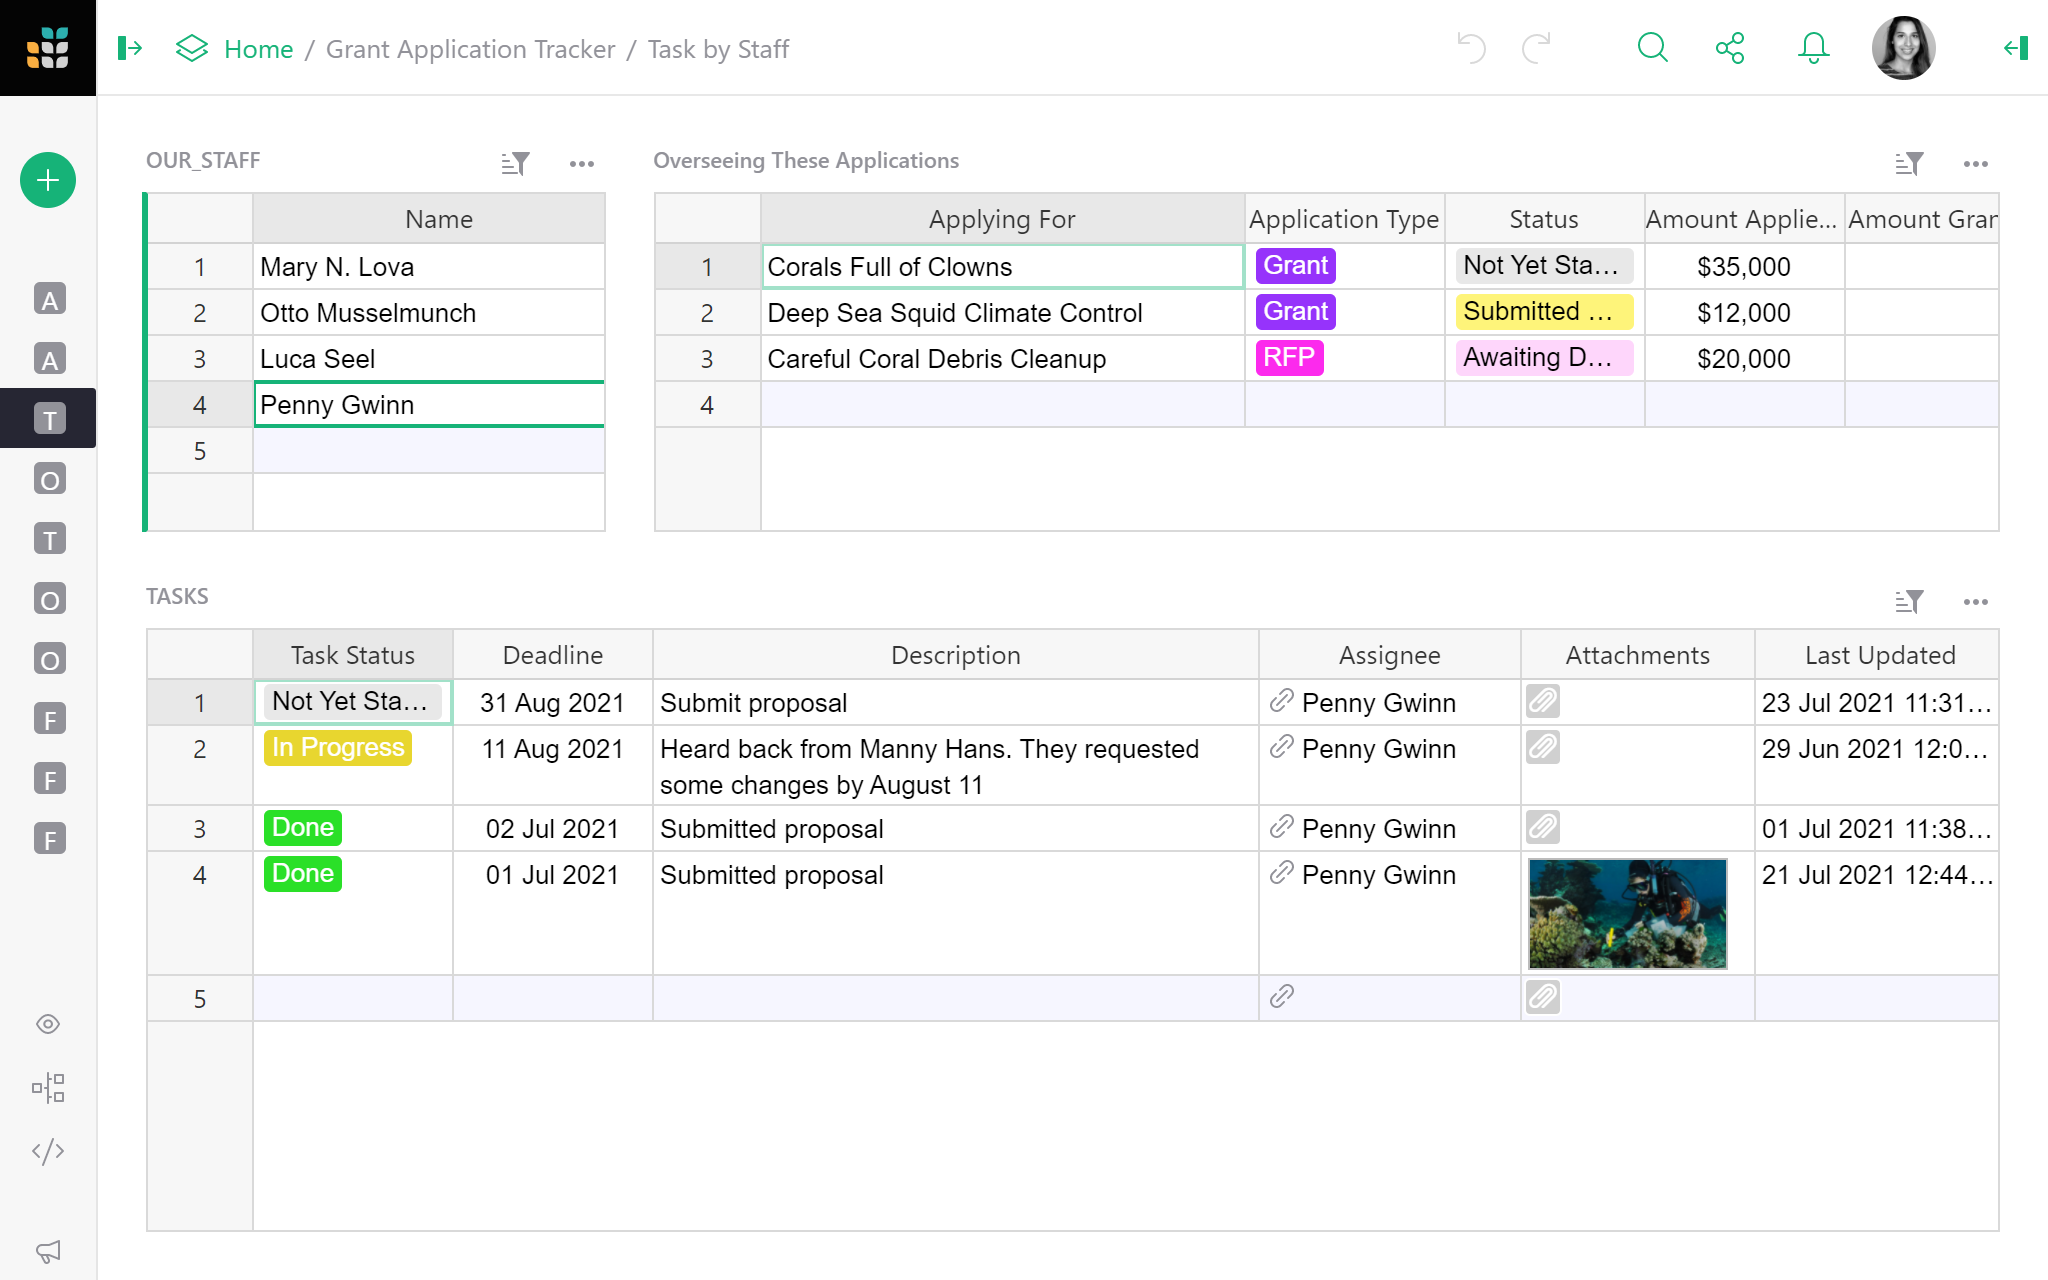 Home / Grant Application Tracker / Task by Staff
OUR_STAFF
Name
1 Mary N. Lova
2 Otto Musselmunch
3 Luca Seel
4 Penny Gwinn
5
Overseeing These Applications
Applying For Application Type Status Amount Applie... Amount Gran
1 Corals Full of Clowns Grant Not Yet Sta... $35,000
2 Deep Sea Squid Climate Control Grant Submitted ... $12,000
3 Careful Coral Debris Cleanup RFP Awaiting D... $20,000
4
A
A
T
O
T
O
O
F
F
F
TASKS
Task Status Deadline Description Assignee Attachments Last Updated
1 Not Yet Sta... 31 Aug 2021 Submit proposal Penny Gwinn 23 Jul 2021 11:31...
2 In Progress 11 Aug 2021 Heard back from Manny Hans. They requested Penny Gwinn 29 Jun 2021 12:0...
some changes by August 11
3 Done 02 Jul 2021 Submitted proposal Penny Gwinn 01 Jul 2021 11:38...
4 Done 01 Jul 2021 Submitted proposal Penny Gwinn 21 Jul 2021 12:44...
5